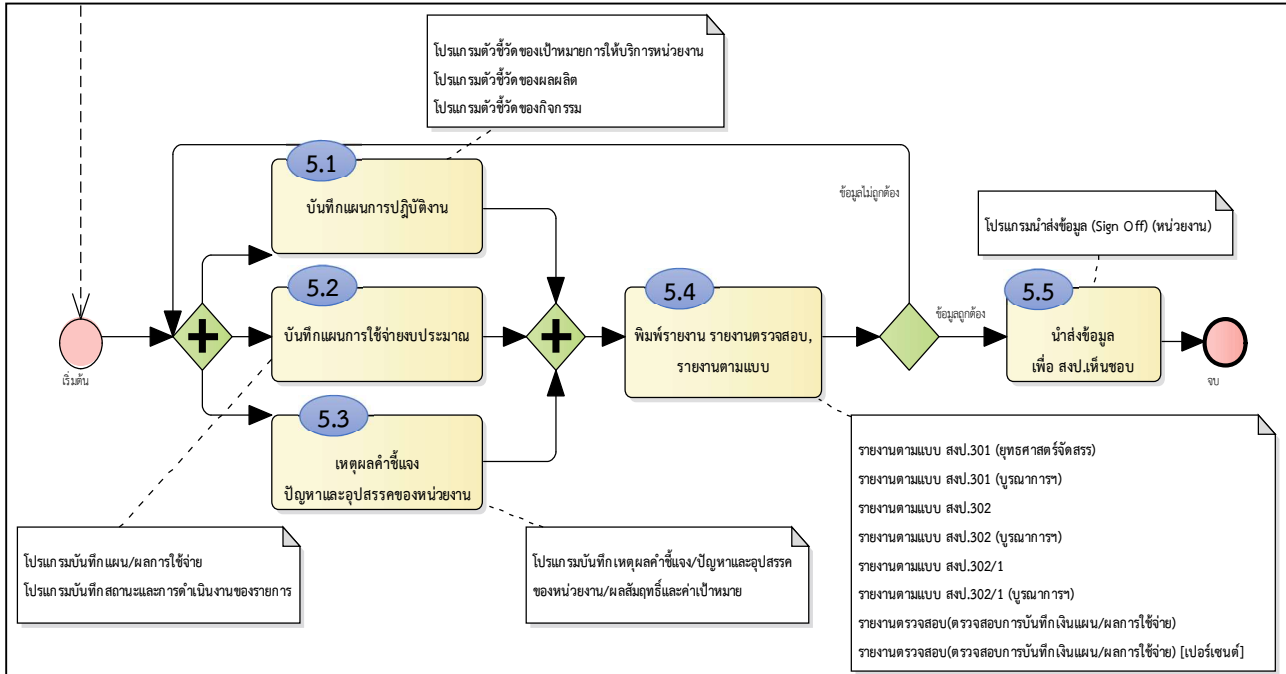 โปรแกรมตัวชี้วัดของเป้าหมายการให้บริการหน่วยงาน
โปรแกรมตัวชี้วัดของผลผลิต
โปรแกรมตัวชี้วัดของกิจกรรม
5.1
บันทึกแผนการปฎิบัติงาน
ข้อมูลไม่ถูกต้อง
โปรแกรมนำส่งข้อมูล (Sign Off) (หน่วยงาน)
5.2
บันทึกแผนการใช้จ่ายงบประมาณ
5.4
พิมพ์รายงาน รายงานตรวจสอบ,
รายงานตามแบบ
ข้อมูลถูกต้อง
5.5
นำส่งข้อมูล
เพื่อ สงป.เห็นชอบ
เริ่มต้น
จบ
5.3
เหตุผลคำชี้แจง
ปัญหาและอุปสรรคของหน่วยงาน
โปรแกรมบันทึกแผน/ผลการใช้จ่าย
โปรแกรมบันทึกสถานะและการดำเนินงานของรายการ
โปรแกรมบันทึกเหตุผลคำชี้แจง/ปัญหาและอุปสรรค
ของหน่วยงาน/ผลสัมฤทธิ์และค่าเป้าหมาย
รายงานตามแบบ สงป.301 (ยุทธศาสตร์จัดสรร)
รายงานตามแบบ สงป.301 (บูรณาการฯ)
รายงานตามแบบ สงป.302
รายงานตามแบบ สงป.302 (บูรณาการฯ)
รายงานตามแบบ สงป.302/1
รายงานตามแบบ สงป.302/1 (บูรณาการฯ)
รายงานตรวจสอบ(ตรวจสอบการบันทึกเงินแผน/ผลการใช้จ่าย)
รายงานตรวจสอบ(ตรวจสอบการบันทึกเงินแผน/ผลการใช้จ่าย) [เปอร์เซนต์]